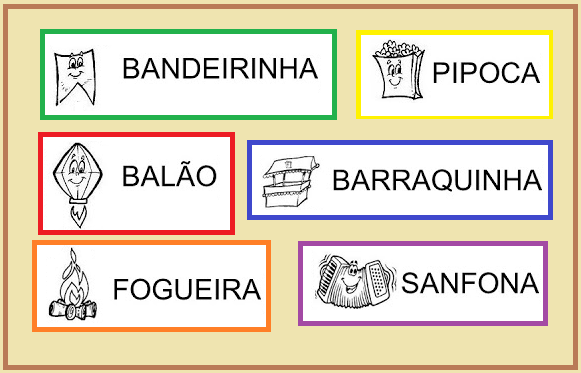 BANDEIRINHA
PIPOCA
BALÃO
BARRAQUINHA
FOGUEIRA
SANFONA